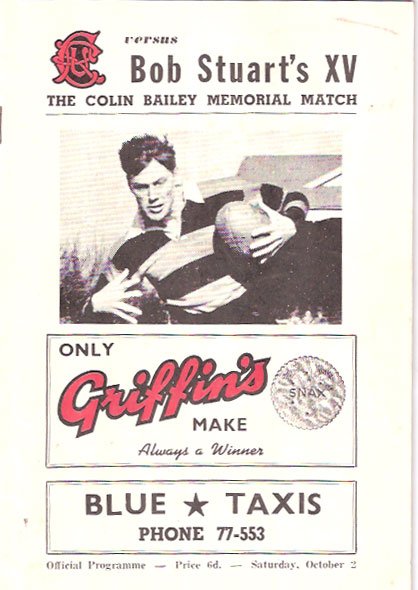 versus
Bob Stuart's XV
THE COLIN BAILEY MEMORIAL MATCH
ONLY
Griffin's
SNAX
MAKE
Always a Winner
BLUE ★ TAXIS
PHONE 77-553
Official Programme — Price 6d. — Saturday, October 2